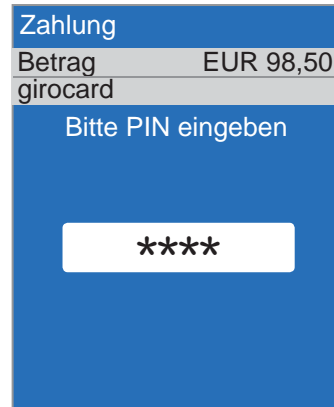 Zahlung
Betrag EUR 98,50
girocard
Bitte PIN eingeben
****